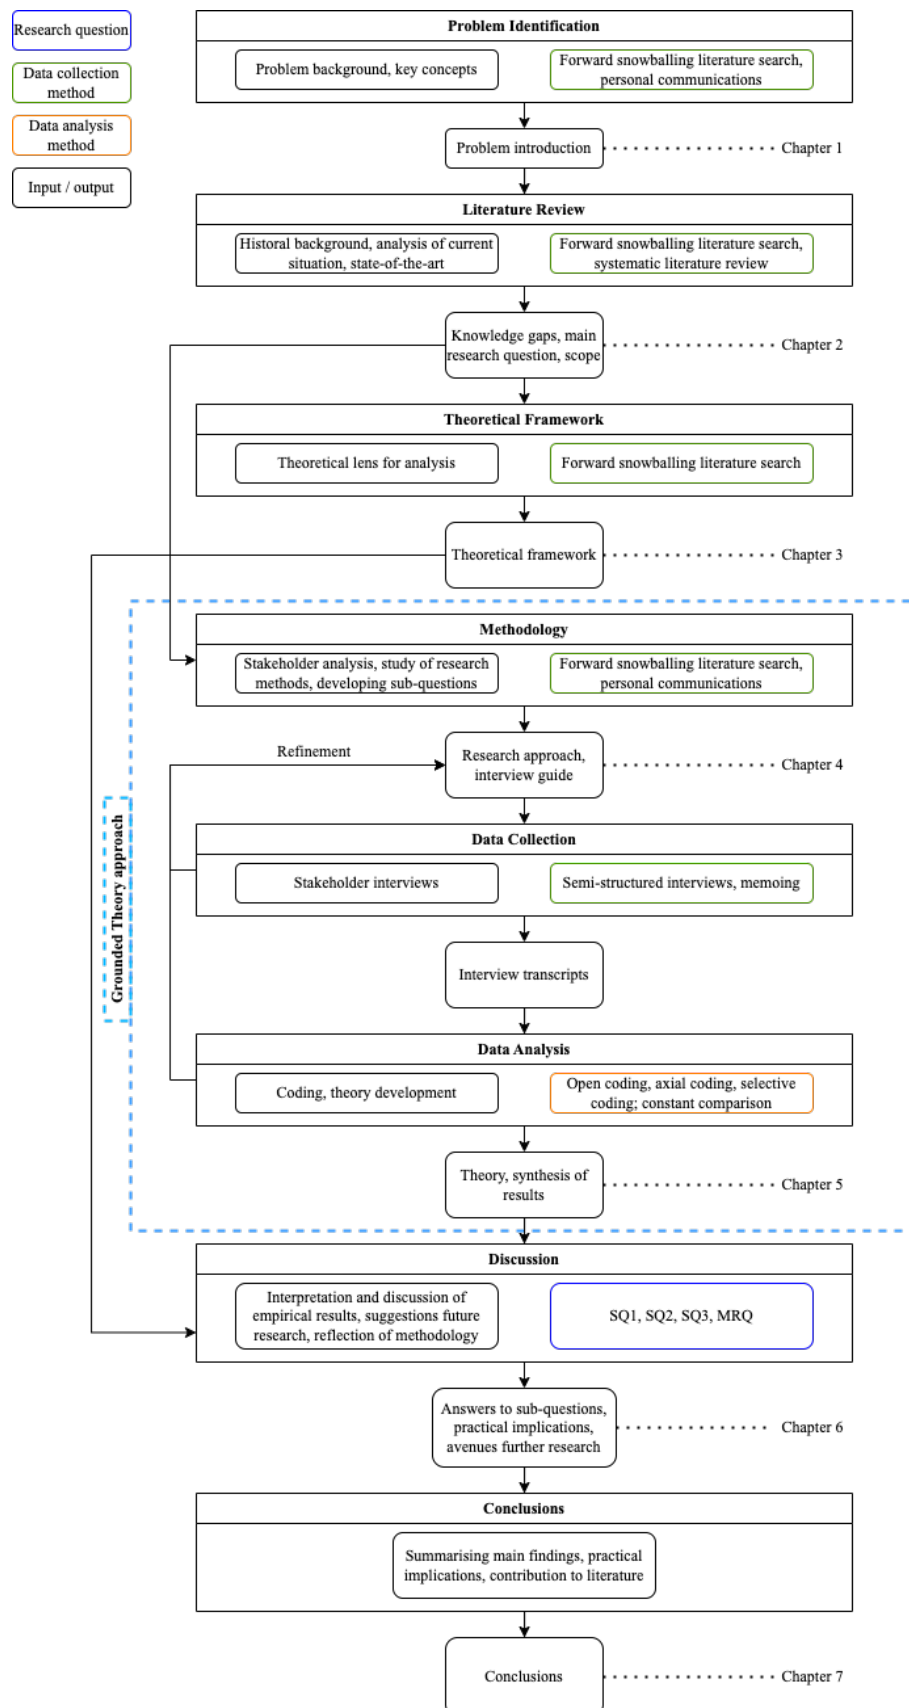 Research question
Data collection
method
Data analysis
method
Input / output
Problem Identification
Problem background, key concepts
Forward snowballing literature search,
personal communications
Problem introduction
Chapter 1
Literature Review
Historal background, analysis of current
situation, state-of-the-art
Forward snowballing literature search,
systematic literature review
Knowledge gaps, main
research question, scope
Chapter 2
Theoretical Framework
Theoretical lens for analysis
Forward snowballing literature search
Theoretical framework
Chapter 3
Grounded Theory approach
Methodology
Stakeholder analysis, study of research
methods, developing sub-questions
Forward snowballing literature search,
personal communications
Refinement
Research approach,
interview guide
Chapter 4
Data Collection
Stakeholder interviews
Semi-structured interviews, memoing
Interview transcripts
Data Analysis
Coding, theory development
Open coding, axial coding, selective
coding; constant comparison
Theory, synthesis of
results
Chapter 5
Discussion
Interpretation and discussion of
empirical results, suggestions future
research, reflection of methodology
SQ1, SQ2, SQ3, MRQ
Answers to sub-questions,
practical implications,
avenues further research
Chapter 6
Conclusions
Summarising main findings, practical
implications, contribution to literature
Conclusions
Chapter 7